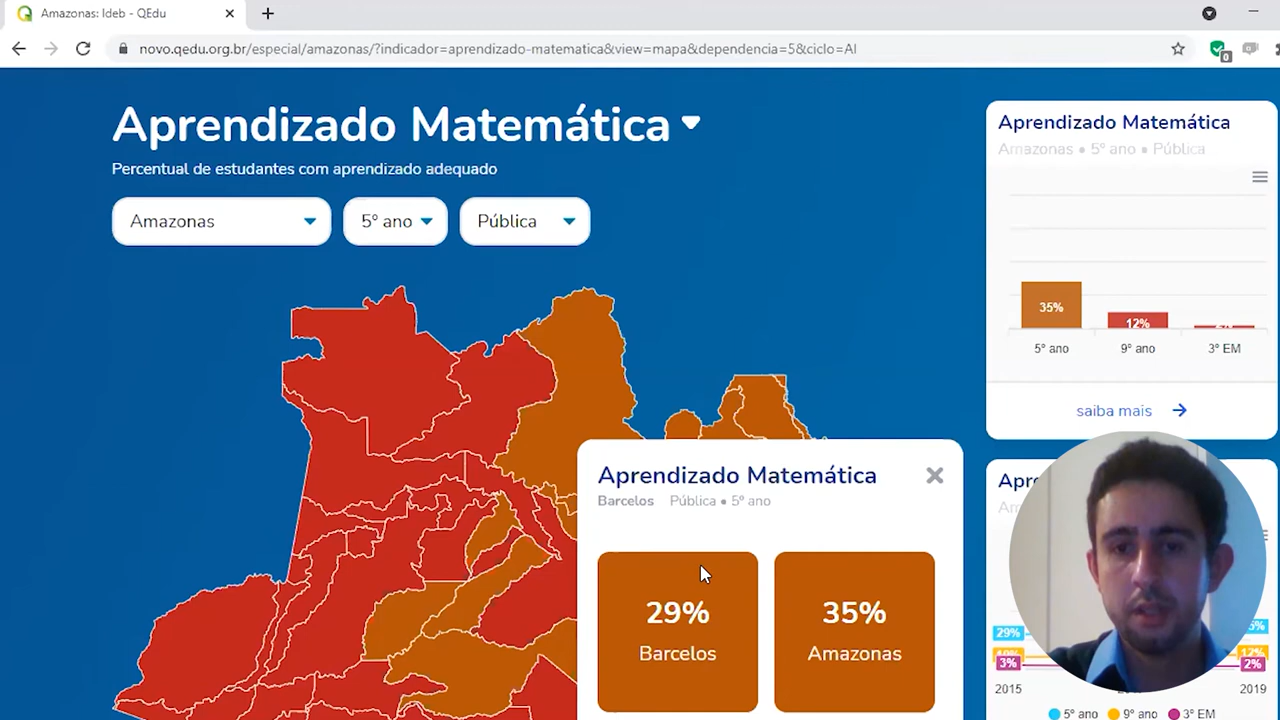 Amazonas: Ideb - QEdu
novo.qedu.org.br/especial/amazonas/?indicador=aprendizado-matematica&view=mapa&dependencia=5&ciclo=AI
0
Aprendizado Matemática
Percentual de estudantes com aprendizado adequado
Amazonas
5º ano
Pública
Aprendizado Matemática
Amazonas • 5º ano • Pública
35%
12%
5º ano
9º ano
3º EM
saiba mais
Aprendizado Matemática
Barcelos Pública • 5º ano
29%
Barcelos
35%
Amazonas
29%
3%
12%
2%
2015
2019
5º ano
9º ano
3º EM